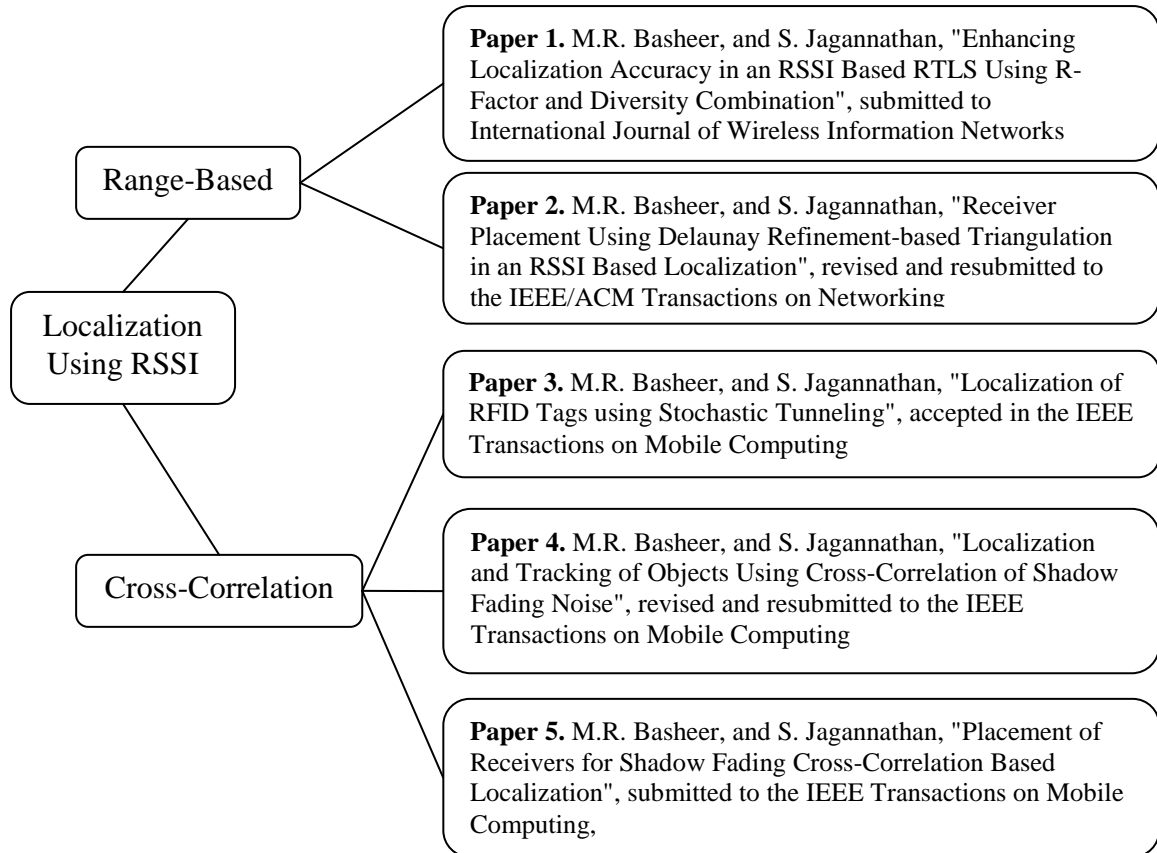 Localization
Using RSSI
Range-Based
Paper 1. M.R. Basheer, and S. Jagannathan, "Enhancing
Localization Accuracy in an RSSI Based RTLS Using R-
Factor and Diversity Combination", submitted to
International Journal of Wireless Information Networks
Paper 2. M.R. Basheer, and S. Jagannathan, "Receiver
Placement Using Delaunay Refinement-based Triangulation
in an RSSI Based Localization", revised and resubmitted to
the IEEE/ACM Transactions on Networking
Cross-Correlation
Paper 3. M.R. Basheer, and S. Jagannathan, "Localization of
RFID Tags using Stochastic Tunneling", accepted in the IEEE
Transactions on Mobile Computing
Paper 4. M.R. Basheer, and S. Jagannathan, "Localization
and Tracking of Objects Using Cross-Correlation of Shadow
Fading Noise", revised and resubmitted to the IEEE
Transactions on Mobile Computing
Paper 5. M.R. Basheer, and S. Jagannathan, "Placement of
Receivers for Shadow Fading Cross-Correlation Based
Localization", submitted to the IEEE Transactions on Mobile
Computing,